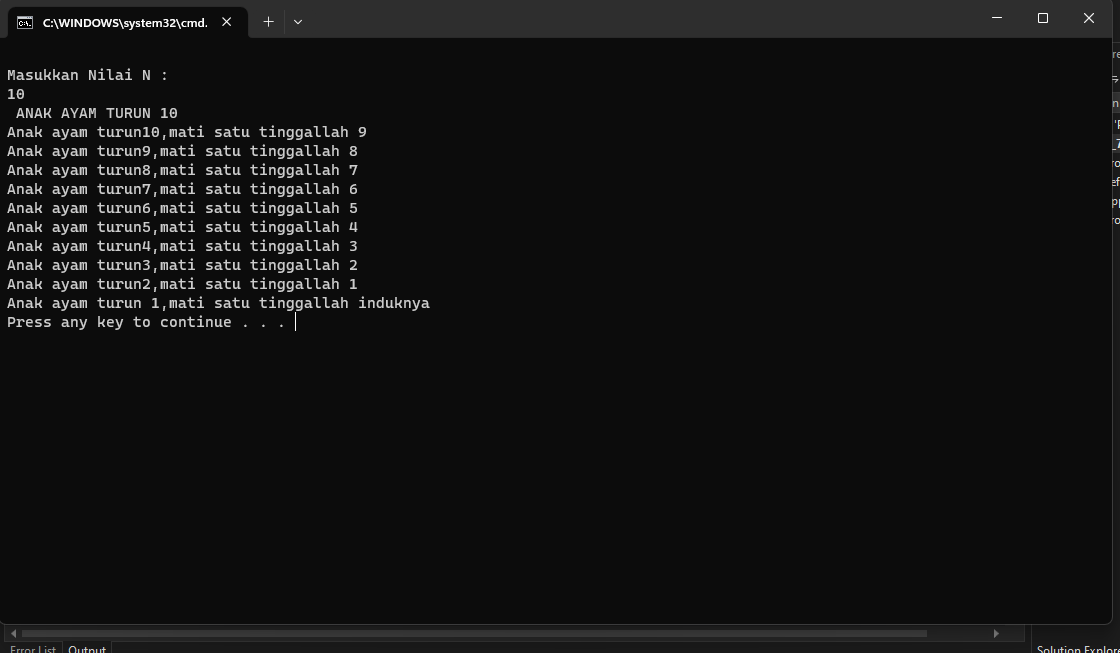 C:\WINDOWS\system32\cmd.
Masukkan Nilai N :
10
ANAK AYAM TURUN 10
Anak ayam turun10,mati satu tinggallah 9
Anak ayam turun9,mati satu tinggallah 8
Anak ayam turun8,mati satu tinggallah 7
Anak ayam turun7,mati satu tinggallah 6
Anak ayam turun6,mati satu tinggallah 5
Anak ayam turun5,mati satu tinggallah 4
Anak ayam turun4,mati satu tinggallah 3
Anak ayam turun3,mati satu tinggallah 2
Anak ayam turun2,mati satu tinggallah 1
Anak ayam turun 1,mati satu tinggallah induknya
Press any key to continue . . .
Error List Output Solution Explor